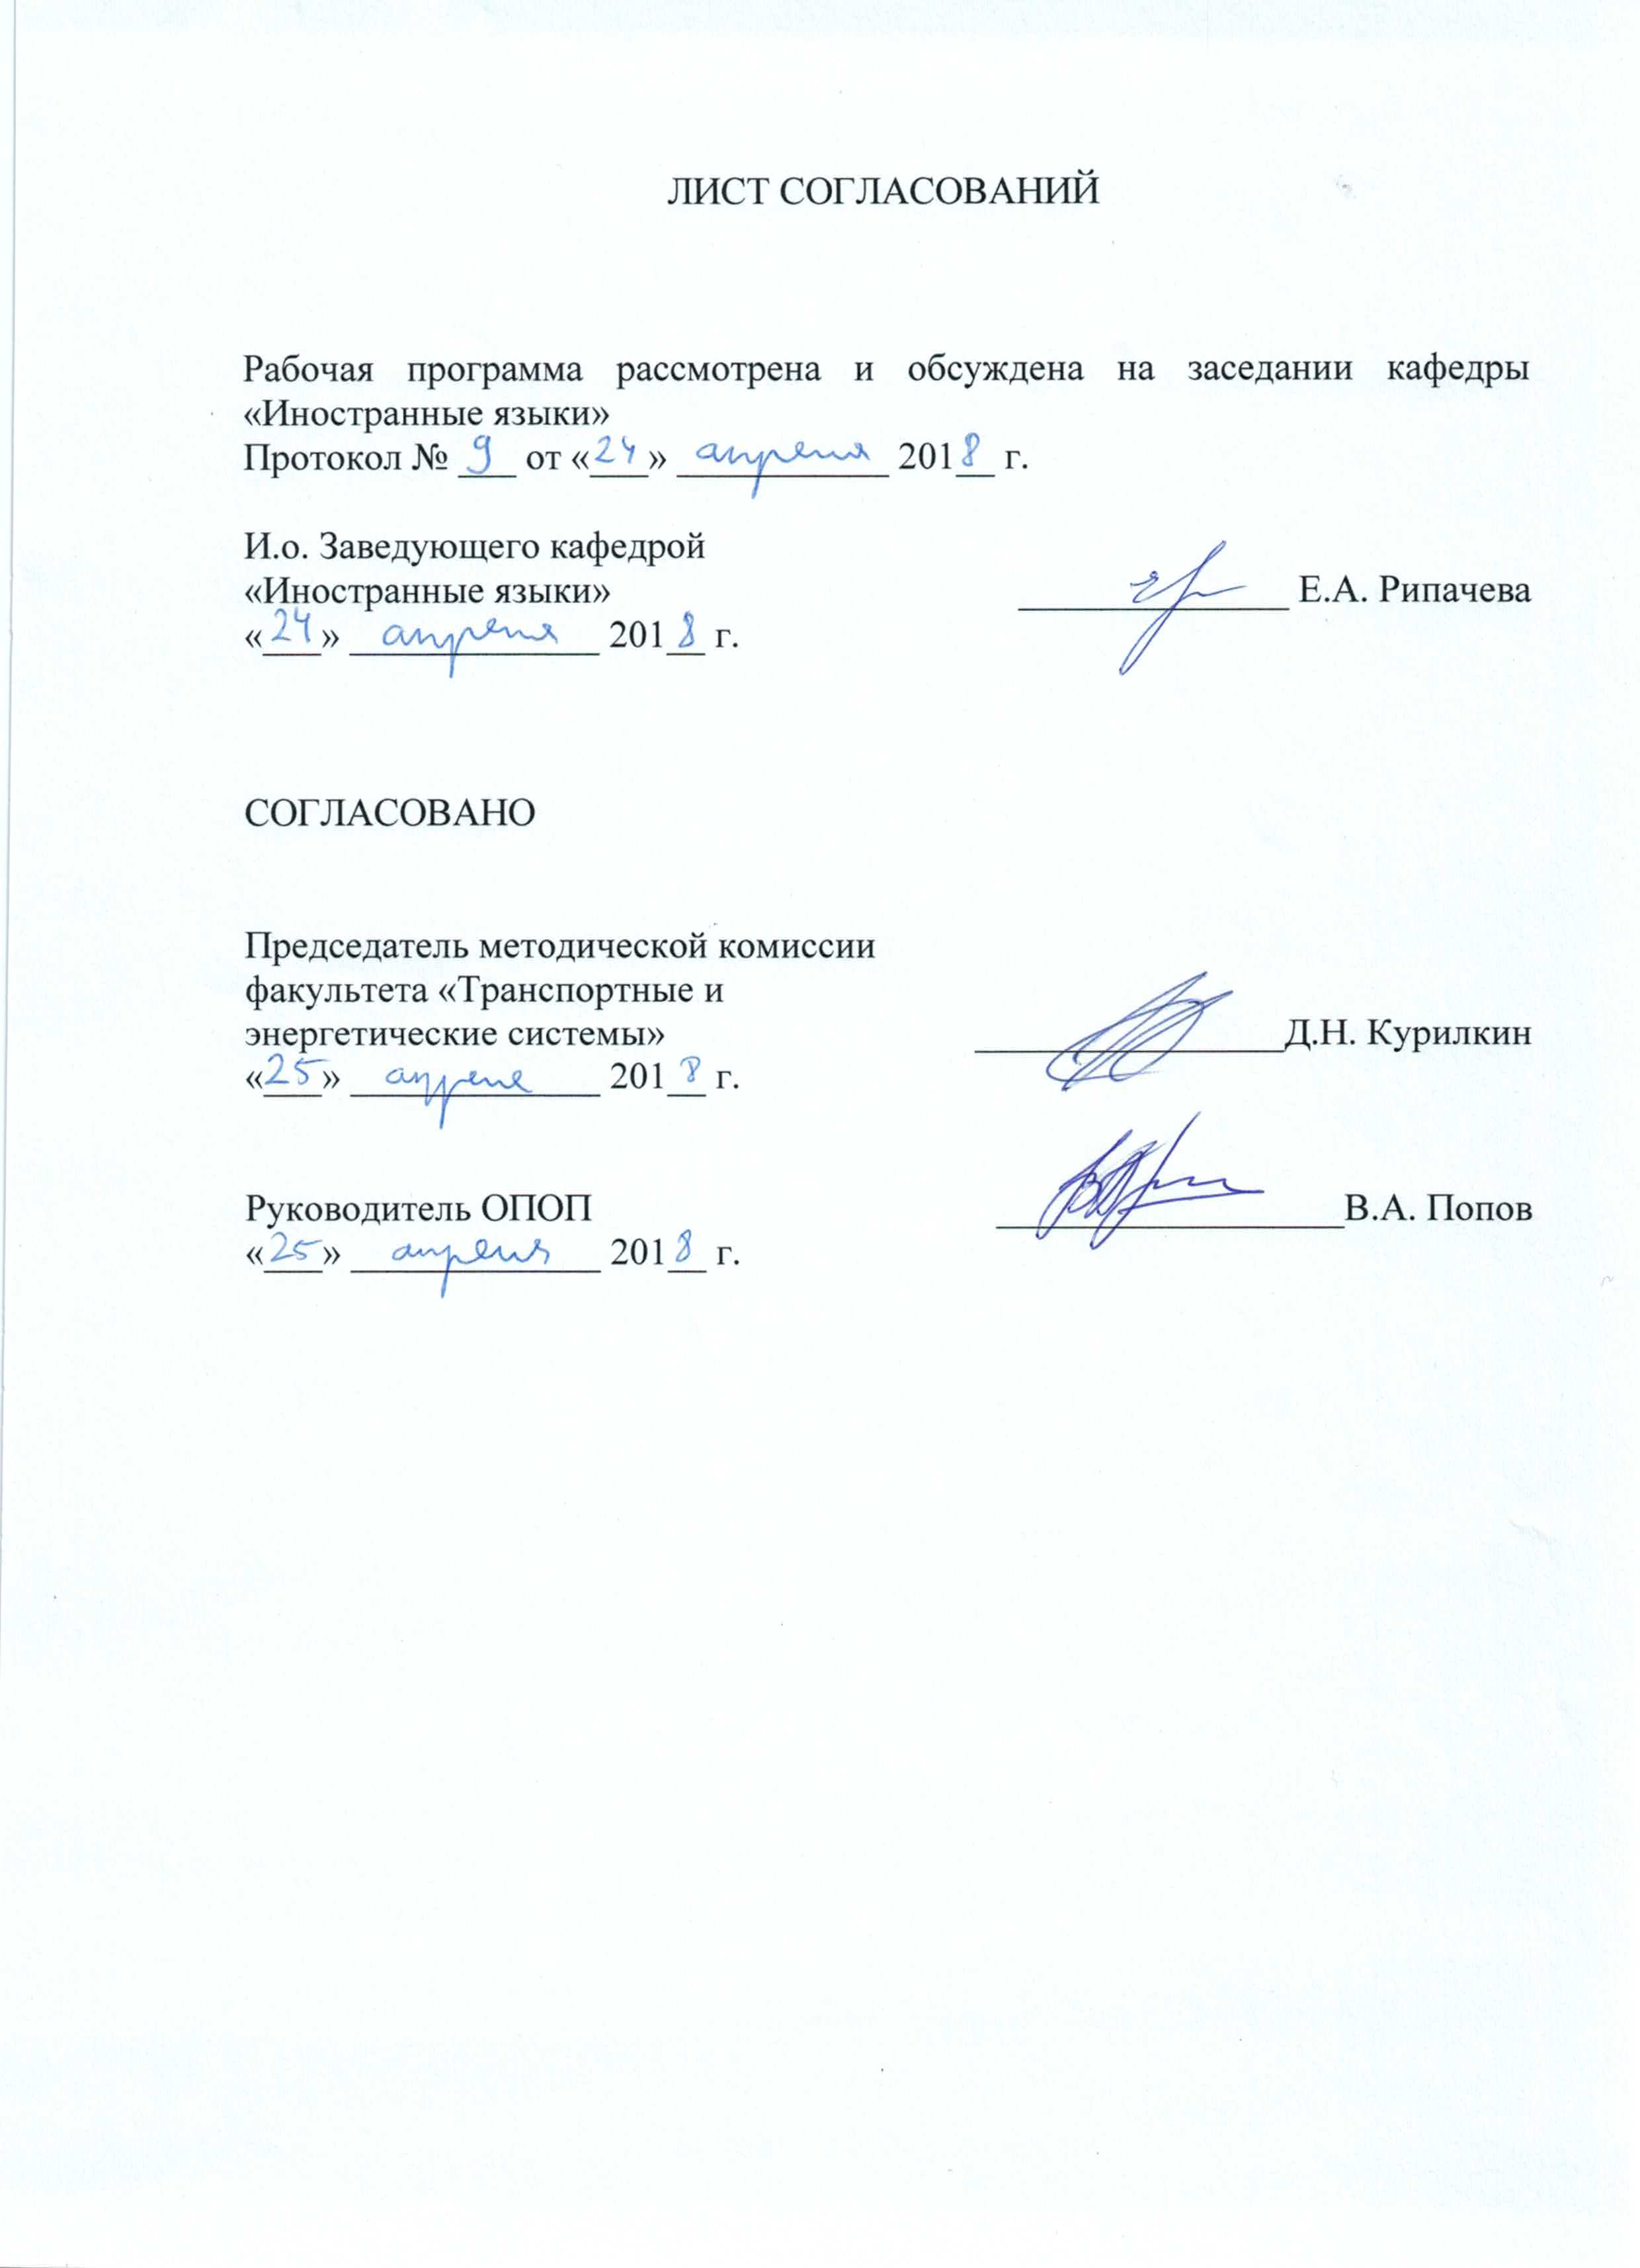 ЛИСТ СОГЛАСОВАНИЙ
Рабочая программа рассмотрена и обсуждена на заседании кафедры
«Иностранные языки»
Протокол № 9 от «24» апреля 2018 г.
И.о. Заведующего кафедрой
«Иностранные языки» Е.А. Рипачева
«24» апреля 2018 г.
СОГЛАСОВАНО
Председатель методической комиссии
факультета «Транспортные и
энергетические системы» Д.Н. Курилкин
«25» апреля 2018 г.
Руководитель ОПОП В.А. Попов
«25» апреля 2018 г.